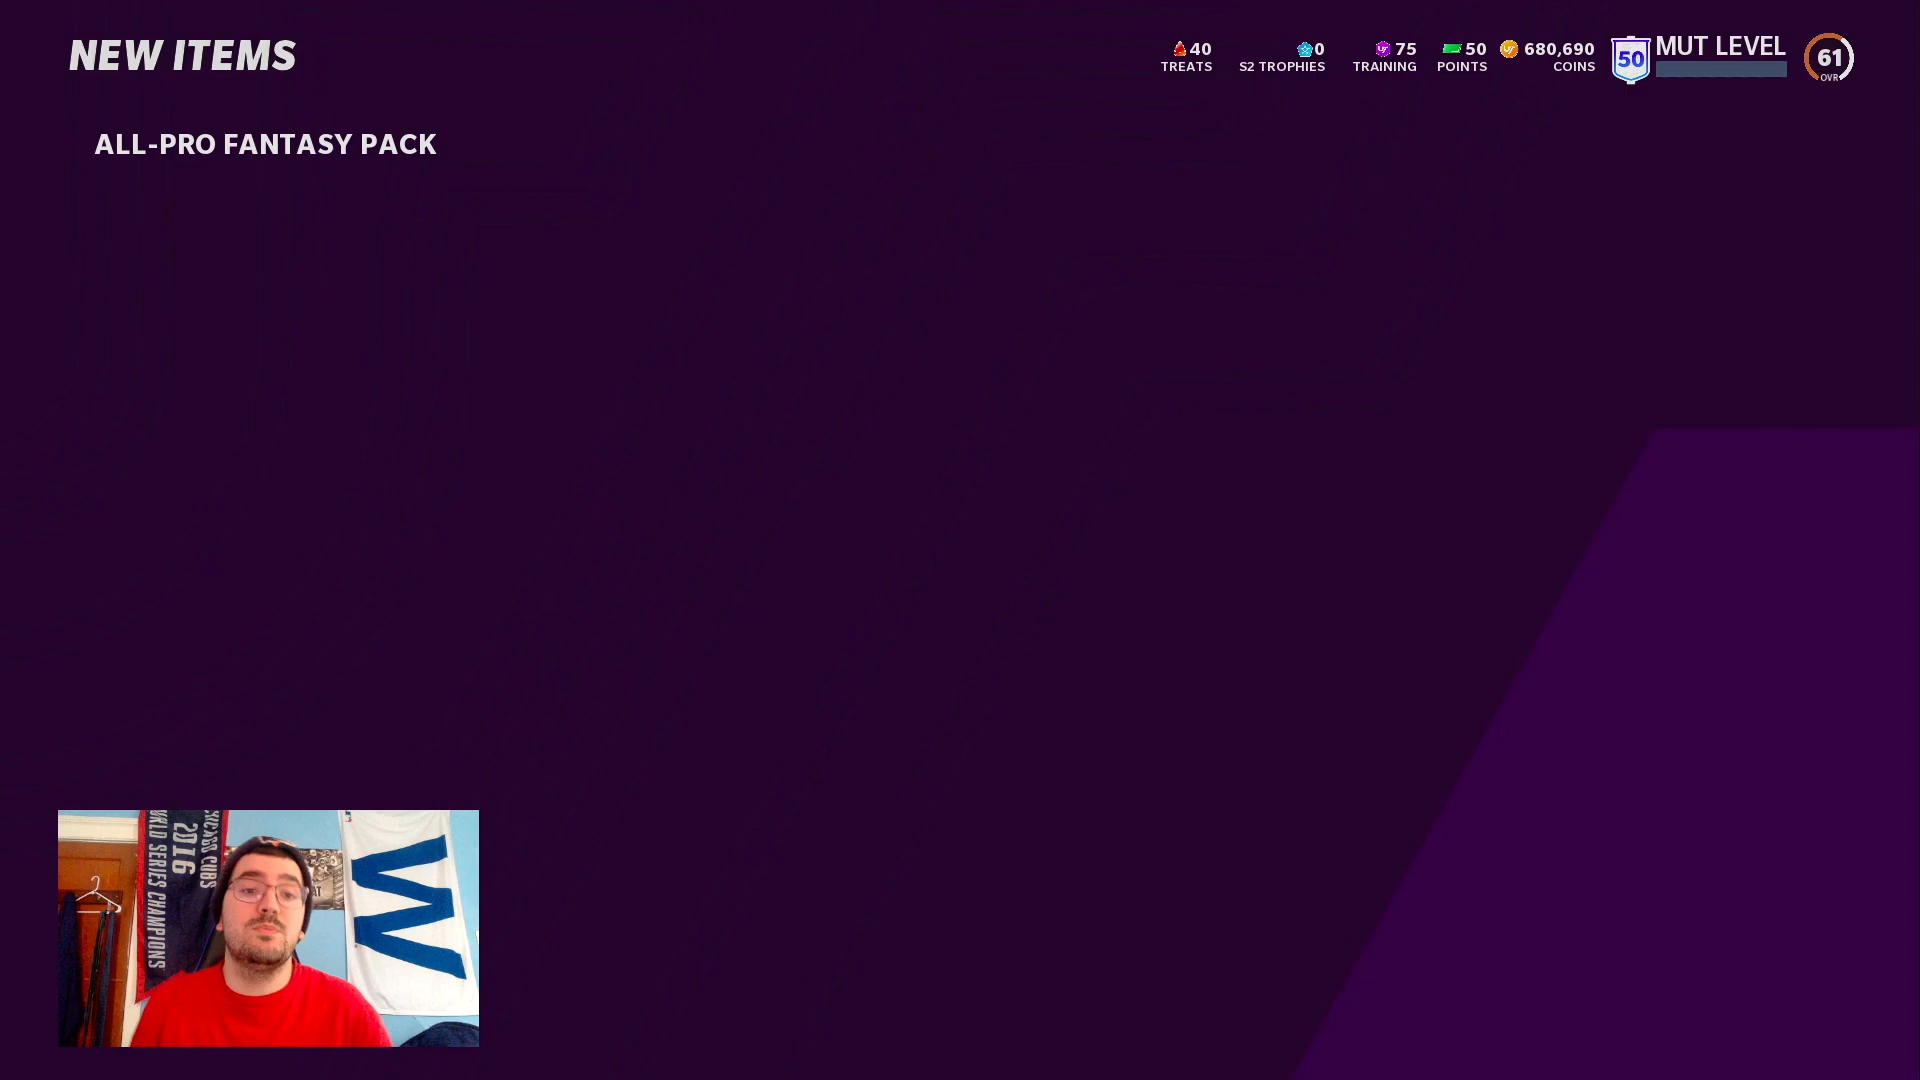 NEW ITEMS
40
TREATS
0
S2 TROPHIES
75
TRAINING
50
POINTS
680,690
COINS
50
MUT LEVEL
61
OVR
ALL-PRO FANTASY PACK
2016
WORLD SERIES CHAMPIONS
W